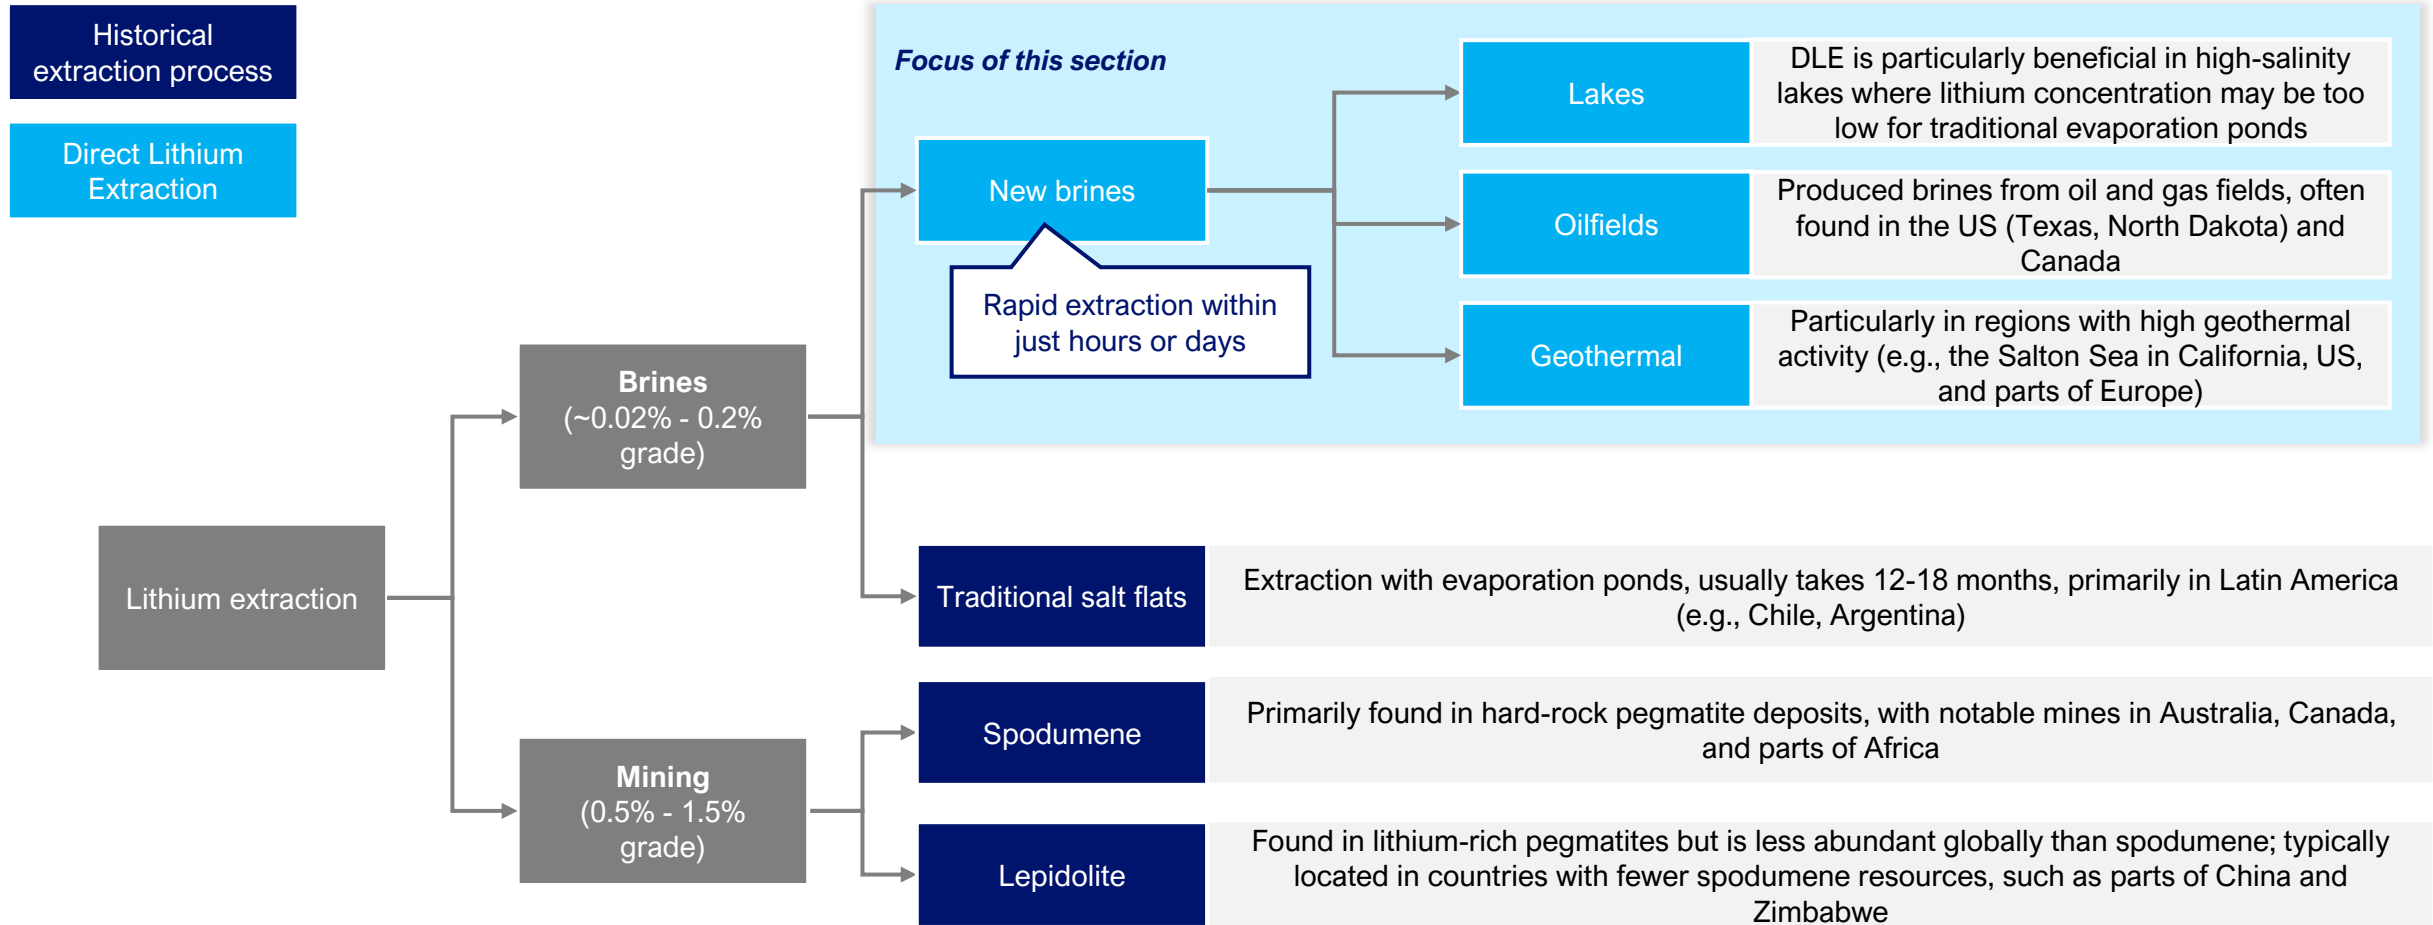 Historical
extraction process
Direct Lithium
Extraction
Focus of this section
Lakes
DLE is particularly beneficial in high-salinity
lakes where lithium concentration may be too
low for traditional evaporation ponds
New brines
Oilfields
Produced brines from oil and gas fields, often
found in the US (Texas, North Dakota) and
Canada
Rapid extraction within
just hours or days
Geothermal
Particularly in regions with high geothermal
activity (e.g., the Salton Sea in California, US,
and parts of Europe)
Brines
(~0.02% - 0.2%
grade)
Lithium extraction
Traditional salt flats
Extraction with evaporation ponds, usually takes 12-18 months, primarily in Latin America
(e.g., Chile, Argentina)
Spodumene
Primarily found in hard-rock pegmatite deposits, with notable mines in Australia, Canada,
and parts of Africa
Mining
(0.5% - 1.5%
grade)
Lepidolite
Found in lithium-rich pegmatites but is less abundant globally than spodumene; typically
located in countries with fewer spodumene resources, such as parts of China and
Zimbabwe